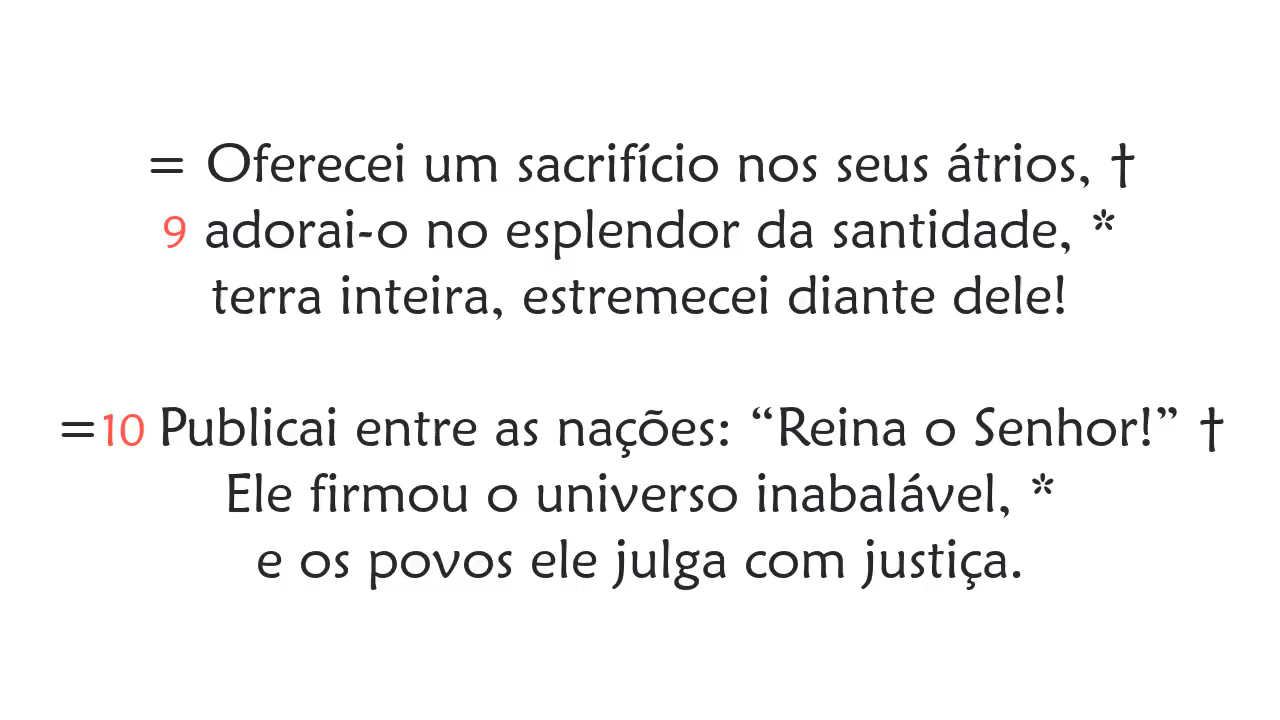 = Oferecei um sacrifício nos seus átrios, †
9 adorai-o no esplendor da santidade, *
terra inteira, estremecei diante dele!
=10 Publicai entre as nações: “Reina o Senhor!” †
Ele firmou o universo inabalável, *
e os povos ele julga com justiça.